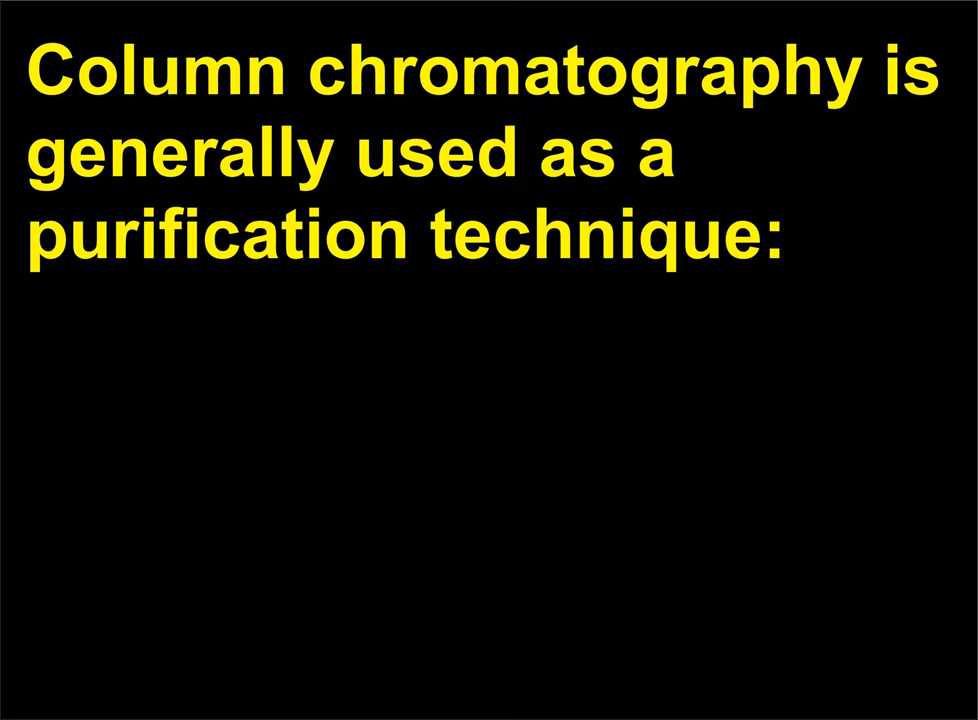 Column chromatography is
generally used as a
purification technique: